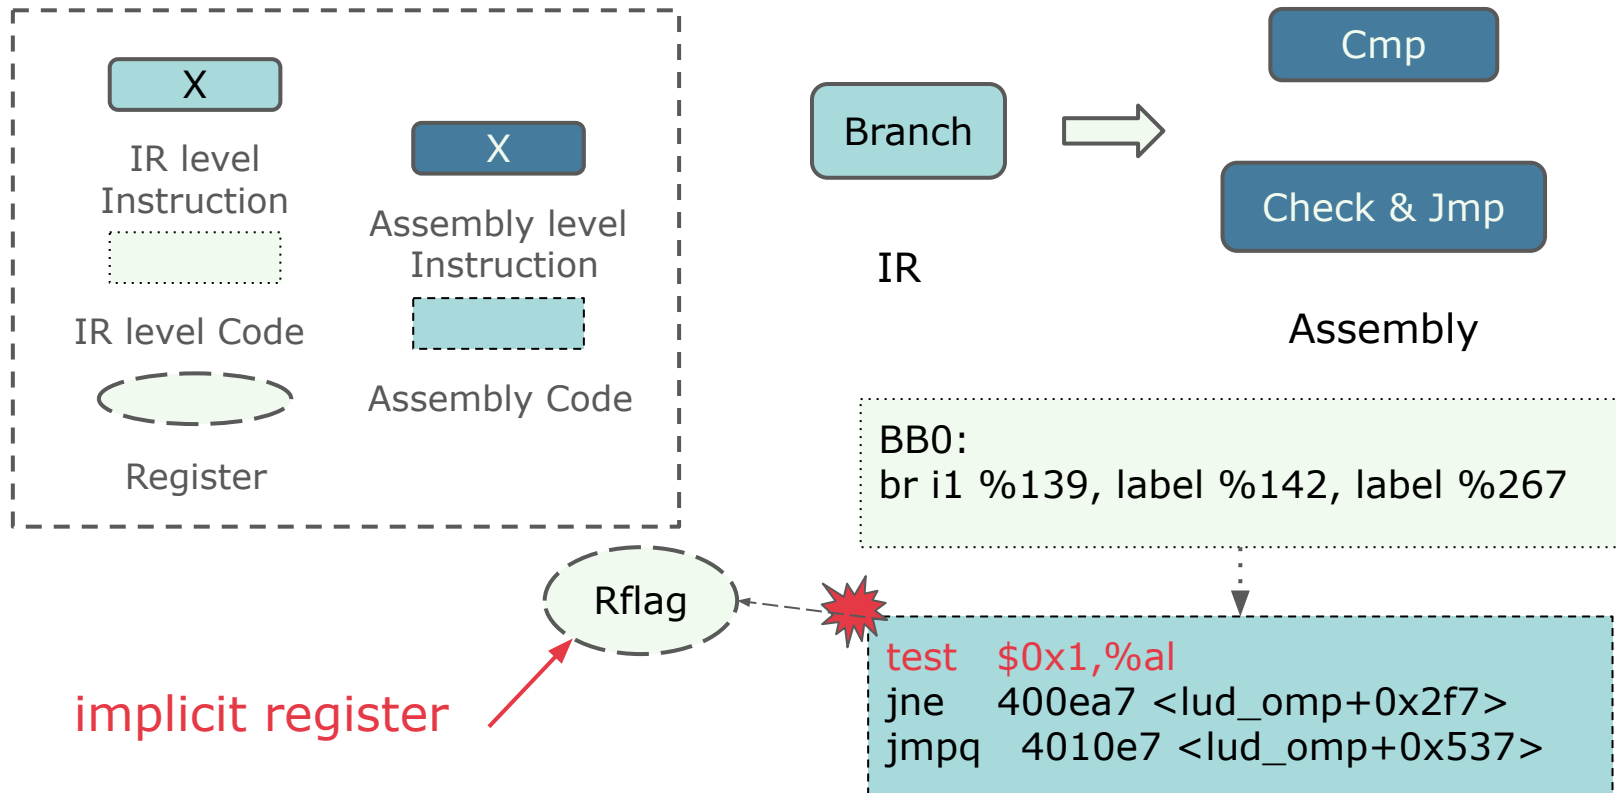 X
IR level
Instruction
IR level Code
Register
X
Assembly level
Instruction
Assembly Code
Branch
IR
Cmp
Check & Jmp
Assembly
BB0:
br i1 %139, label %142, label %267
Rflag
implicit register
test $0x1,%al
jne 400ea7 <lud_omp+0x2f7>
jmpq 4010e7 <lud_omp+0x537>